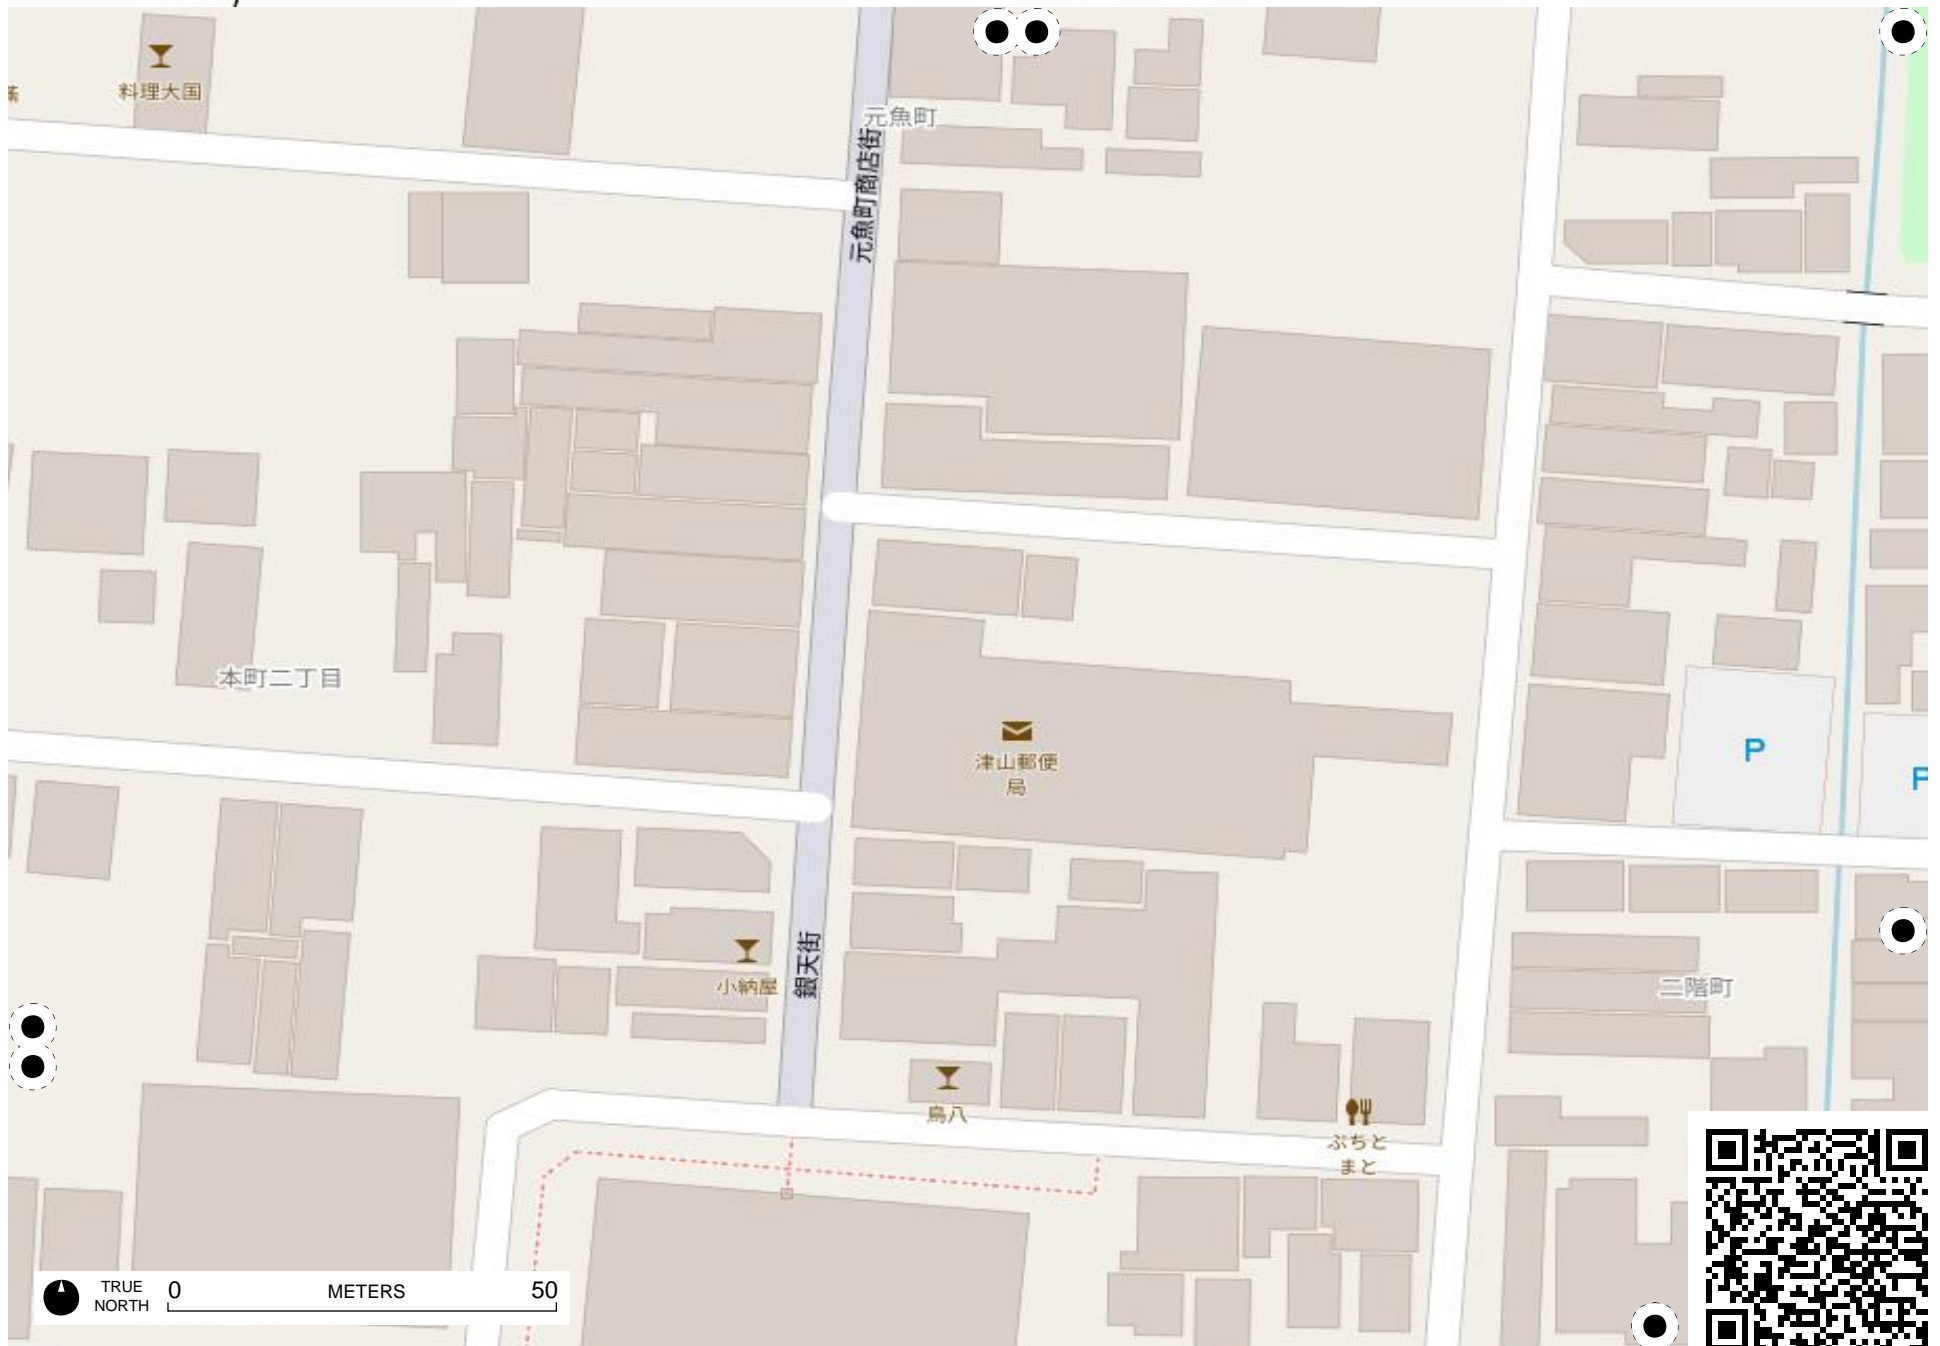 料理大国
元魚町
元魚町商店街
本町二丁目
津山郵便
局
P
P
小納屋
銀天街
二階町
鳥八
ぷちと
まと
TRUE
NORTH
0
METERS
50